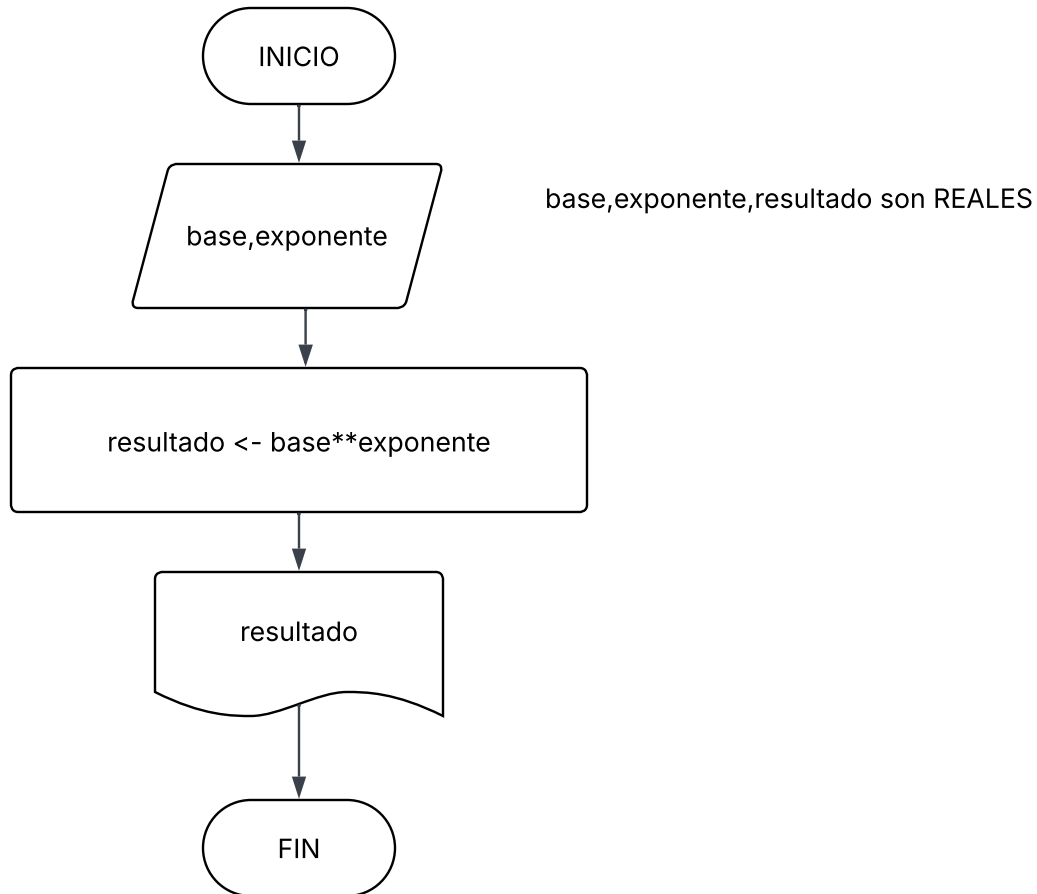 INICIO
base,exponente,resultado son REALES
base,exponente
resultado <- base**exponente
resultado
FIN